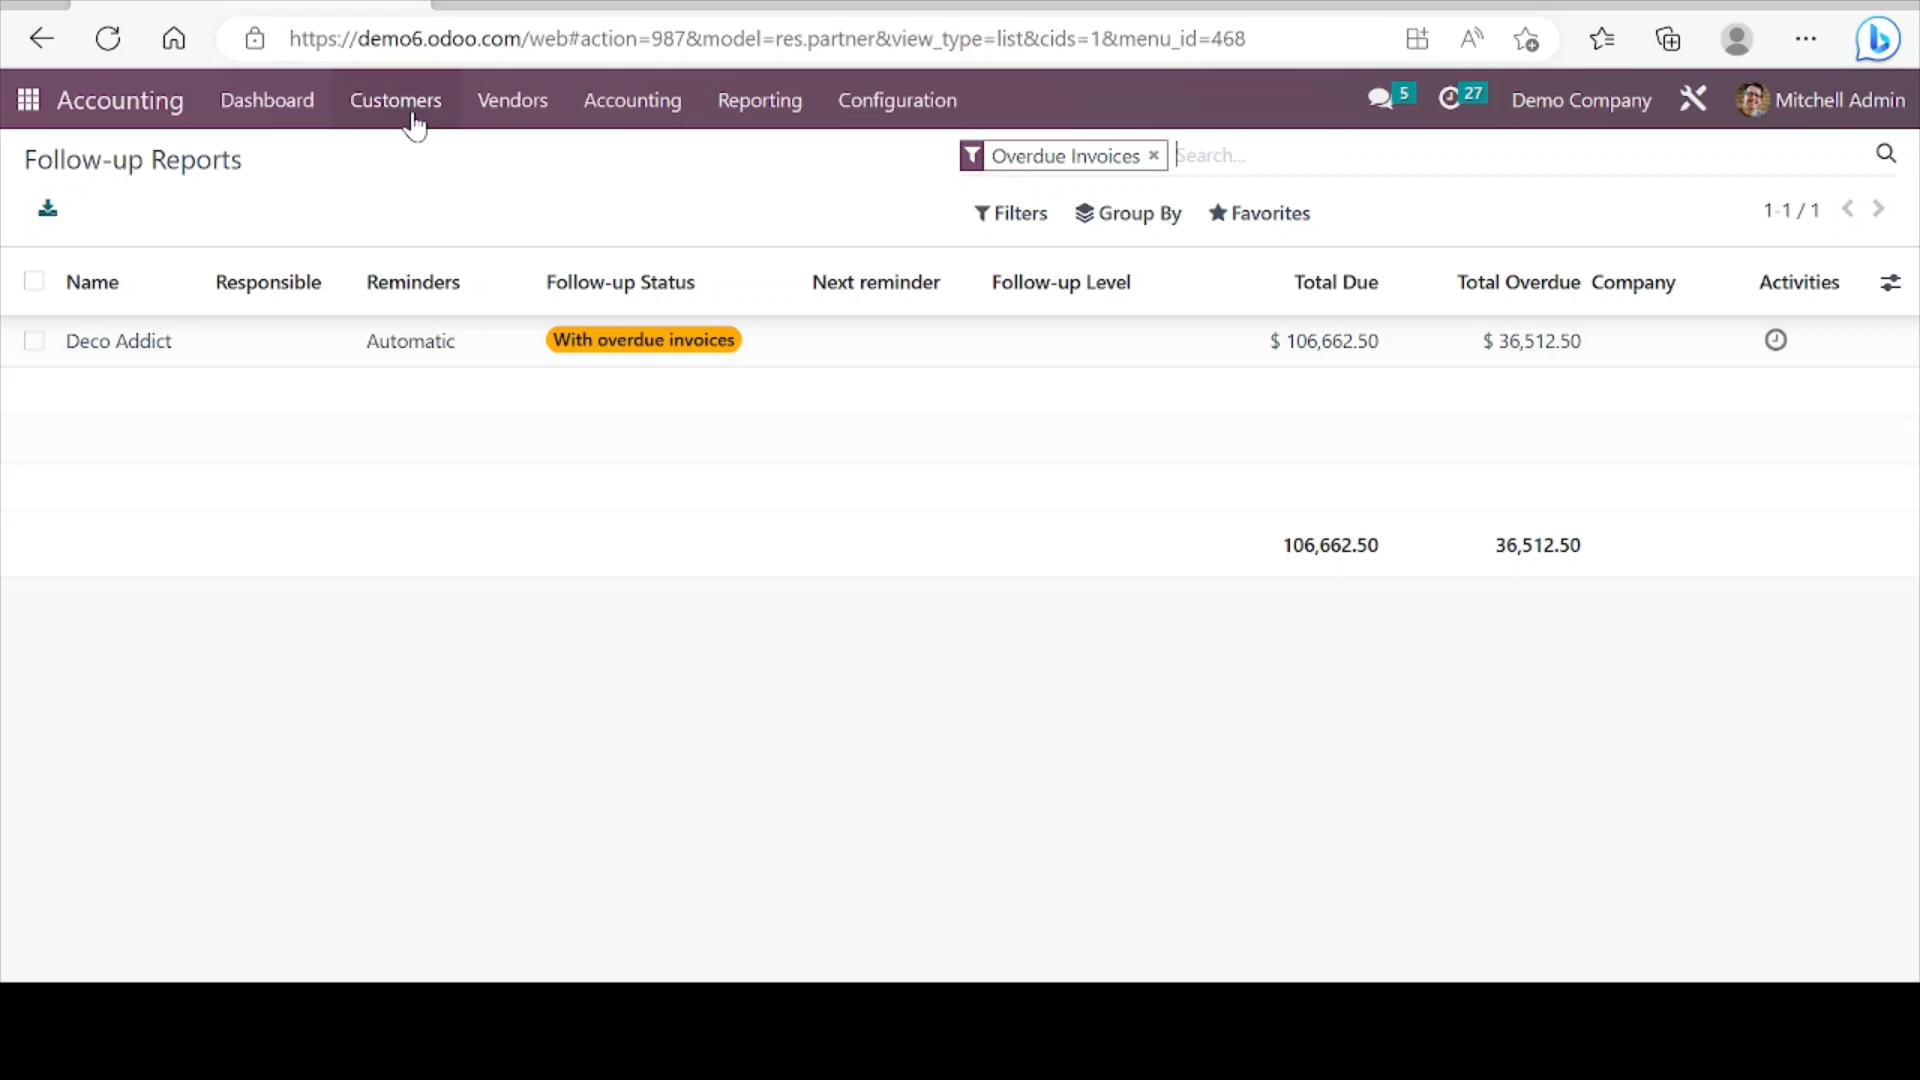 https://demo6.odoo.com/web#action=987&model=res.partner&view_type=list&cids=1&menu_id=468
Accounting Dashboard Customers Vendors Accounting Reporting Configuration 5 27 Demo Company Mitchell Admin
Follow-up Reports
Overdue Invoices × Search...
Filters Group By Favorites 1-1 / 1
Name Responsible Reminders Follow-up Status Next reminder Follow-up Level Total Due Total Overdue Company Activities
Deco Addict Automatic With overdue invoices $ 106,662.50 $ 36,512.50
106,662.50 36,512.50